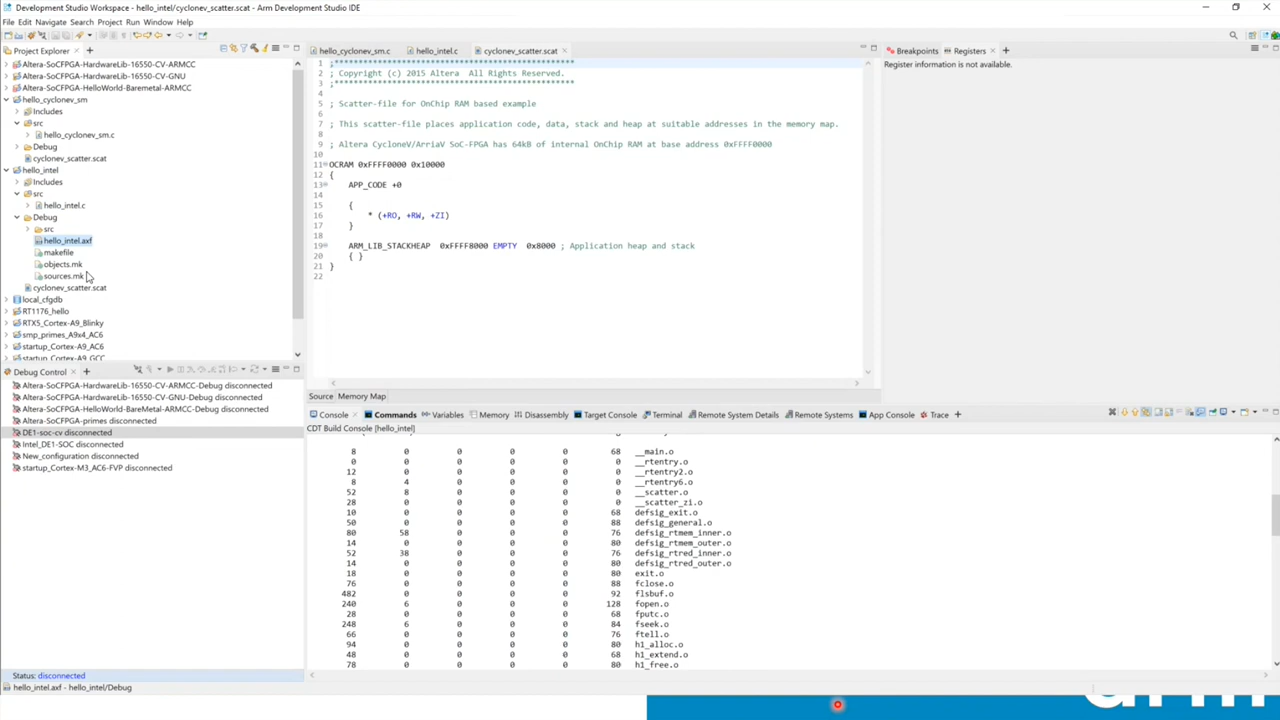 Development Studio Workspace - hello_intel/cyclonev_scatter.scat - Arm Development Studio IDE
File Edit Navigate Search Project Run Window Help
Project Explorer
Altera-SoCFPGA-HardwareLib-16550-CV-ARMCC
Altera-SoCFPGA-HardwareLib-16550-CV-GNU
Altera-SoCFPGA-HelloWorld-Baremetal-ARMCC
hello_cyclonev_sm
Includes
src
hello_cyclonev_sm.c
Debug
cyclonev_scatter.scat
hello_intel
Includes
src
hello_intel.c
Debug
src
hello_intel.axf
makefile
objects.mk
sources.mk
cyclonev_scatter.scat
local_cfgdb
RT1176_hello
RTX5_Cortex-A9_Blinky
smp_primes_A9x4_AC6
startup_Cortex-A9_AC6
startup_Cortex-A9_GCC
Debug Control
Altera-SoCFPGA-HardwareLib-16550-CV-ARMCC-Debug disconnected
Altera-SoCFPGA-HardwareLib-16550-CV-GNU-Debug disconnected
Altera-SoCFPGA-HelloWorld-BareMetal-ARMCC-Debug disconnected
Altera-SoCFPGA-primes disconnected
DE1-soc-cv disconnected
Intel_DE1-SOC disconnected
New_configuration disconnected
startup_Cortex-M3_AC6-FVP disconnected
Status: disconnected
hello_intel.axf - hello_intel/Debug
hello_cyclonev_sm.c hello_intel.c cyclonev_scatter.scat
1 ;**************************************************
2 ; Copyright (c) 2015 Altera All Rights Reserved.
3 ;**************************************************
4
5 ; Scatter-file for OnChip RAM based example
6
7 ; This scatter-file places application code, data, stack and heap at suitable addresses in the memory map.
8
9 ; Altera CycloneV/ArriaV SoC-FPGA has 64kB of internal OnChip RAM at base address 0xFFFF0000
10
11 OCRAM 0xFFFF0000 0x10000
12 {
13 APP_CODE +0
14
15 {
16 * (+RO, +RW, +ZI)
17 }
18
19 ARM_LIB_STACKHEAP 0xFFFF8000 EMPTY 0x8000 ; Application heap and stack
20 { }
21 }
22
Source Memory Map
Breakpoints Registers
Register information is not available.
Console Commands Variables Memory Disassembly Target Console Terminal Remote System Details Remote Systems App Console Trace
CDT Build Console [hello_intel]
8 0 0 0 0 68 __main.o
0 0 0 0 0 0 __rtentry.o
12 0 0 0 0 0 __rtentry2.o
8 4 0 0 0 0 __rtentry6.o
52 8 0 0 0 0 __scatter.o
28 0 0 0 0 0 __scatter_zi.o
10 0 0 0 0 68 defsig_exit.o
50 0 0 0 0 88 defsig_general.o
80 58 0 0 0 76 defsig_rtmem_inner.o
14 0 0 0 0 80 defsig_rtmem_outer.o
52 38 0 0 0 76 defsig_rtred_inner.o
14 0 0 0 0 80 defsig_rtred_outer.o
18 0 0 0 0 80 exit.o
76 0 0 0 0 88 fclose.o
482 0 0 0 0 92 flsbuf.o
240 6 0 0 0 128 fopen.o
28 0 0 0 0 68 fputc.o
248 6 0 0 0 84 fseek.o
66 0 0 0 0 76 ftell.o
94 0 0 0 0 80 h1_alloc.o
48 0 0 0 0 68 h1_extend.o
78 0 0 0 0 80 h1_free.o